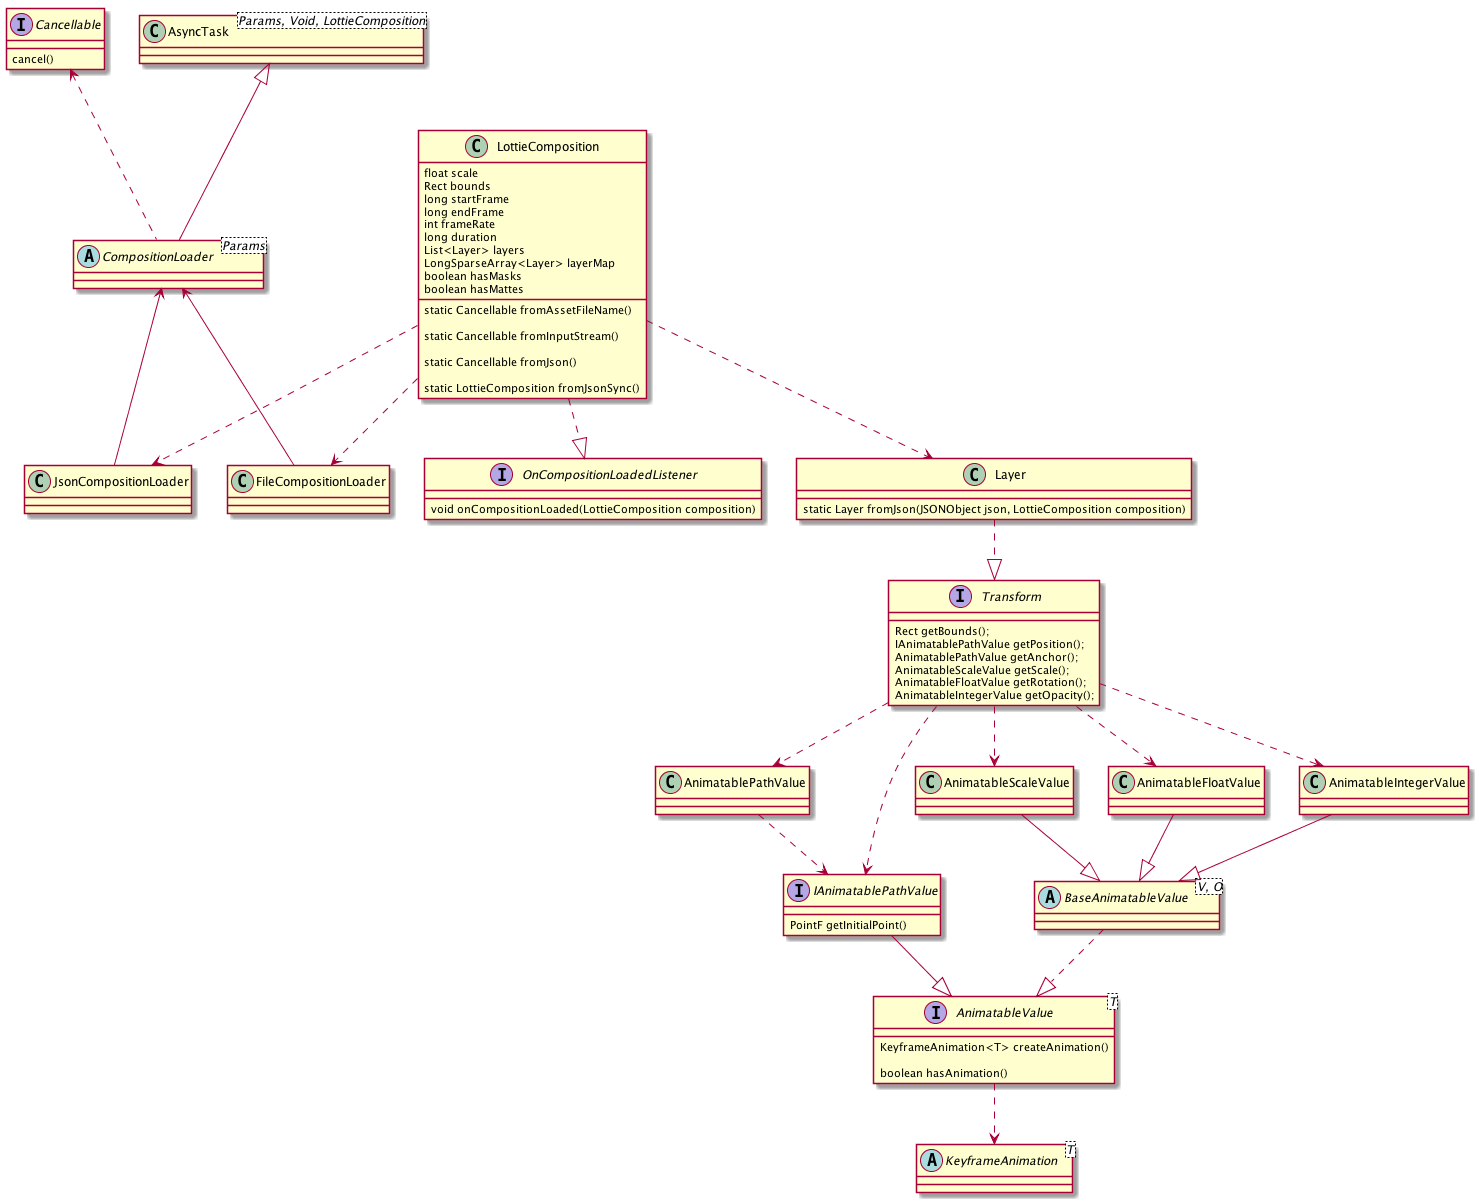 I Cancellable
cancel()
C AsyncTask
Params, Void, LottieComposition
C LottieComposition
float scale
Rect bounds
long startFrame
long endFrame
int frameRate
long duration
List<Layer> layers
LongSparseArray<Layer> layerMap
boolean hasMasks
boolean hasMattes
static Cancellable fromAssetFileName()
static Cancellable fromInputStream()
static Cancellable fromJson()
static LottieComposition fromJsonSync()
A CompositionLoader
Params
C JsonCompositionLoader
C FileCompositionLoader
I OnCompositionLoadedListener
void onCompositionLoaded(LottieComposition composition)
C Layer
static Layer fromJson(JSONObject json, LottieComposition composition)
I Transform
Rect getBounds();
IAnimatablePathValue getPosition();
AnimatablePathValue getAnchor();
AnimatableScaleValue getScale();
AnimatableFloatValue getRotation();
AnimatableIntegerValue getOpacity();
C AnimatablePathValue
C AnimatableScaleValue
C AnimatableFloatValue
C AnimatableIntegerValue
I IAnimatablePathValue
PointF getInitialPoint()
A BaseAnimatableValue
V, O
I AnimatableValue
T
KeyframeAnimation<T> createAnimation()
boolean hasAnimation()
A KeyframeAnimation
T